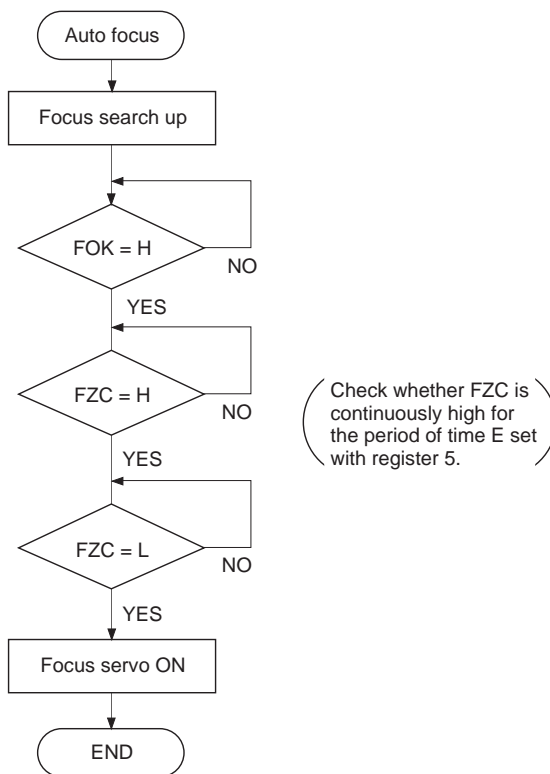 Auto focus
Focus search up
FOK = H
NO
YES
FZC = H
NO
Check whether FZC is
continuously high for
the period of time E set
with register 5.
YES
FZC = L
NO
YES
Focus servo ON
END